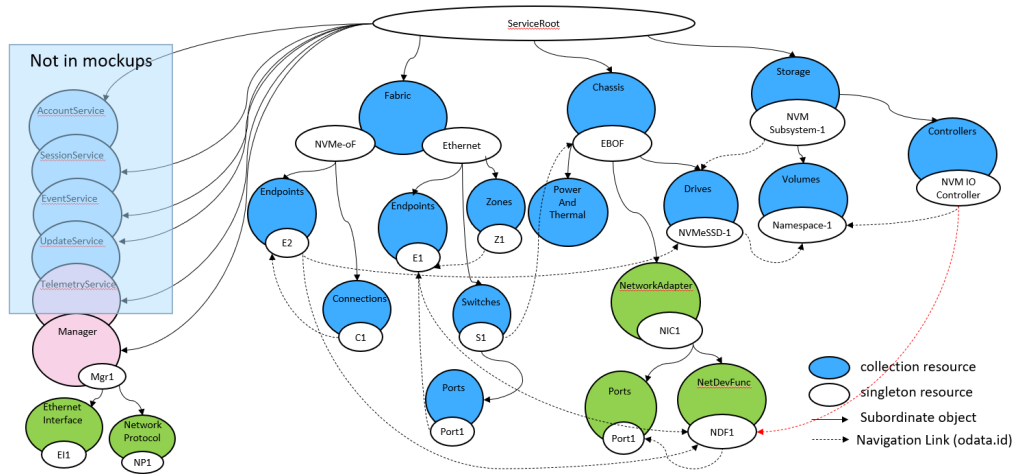 ServiceRoot
Not in mockups
AccountService
SessionService
EventService
UpdateService
TelemetryService
Manager
Mgr1
Ethernet
Interface
EI1
Network
Protocol
NP1
Fabric
NVMe-oF
Ethernet
Endpoints
E2
Endpoints
E1
Zones
Z1
Connections
C1
Switches
S1
Ports
Port1
Chassis
EBOF
Power
And
Thermal
Drives
NVMeSSD-1
NetworkAdapter
NIC1
Ports
Port1
NetDevFunc
NDF1
Storage
NVM
Subsystem-1
Volumes
Namespace-1
Controllers
NVM IO
Controller
collection resource
singleton resource
Subordinate object
Navigation Link (odata.id)